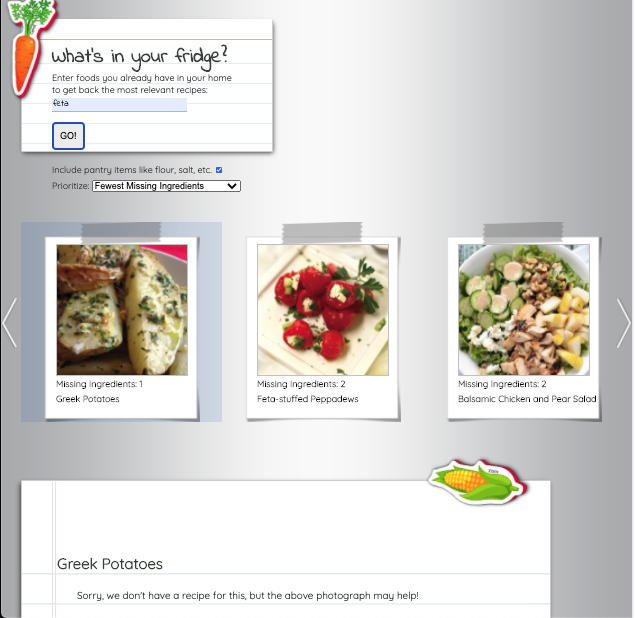 What's in your fridge?
Enter foods you already have in your home
to get back the most relevant recipes:
feta
GO!
Include pantry items like flour, salt, etc.
Prioritize: Fewest Missing Ingredients
Missing Ingredients: 1
Greek Potatoes
Missing Ingredients: 2
Feta-stuffed Peppadews
Missing Ingredients: 2
Balsamic Chicken and Pear Salad
Greek Potatoes
Sorry, we don't have a recipe for this, but the above photograph may help!